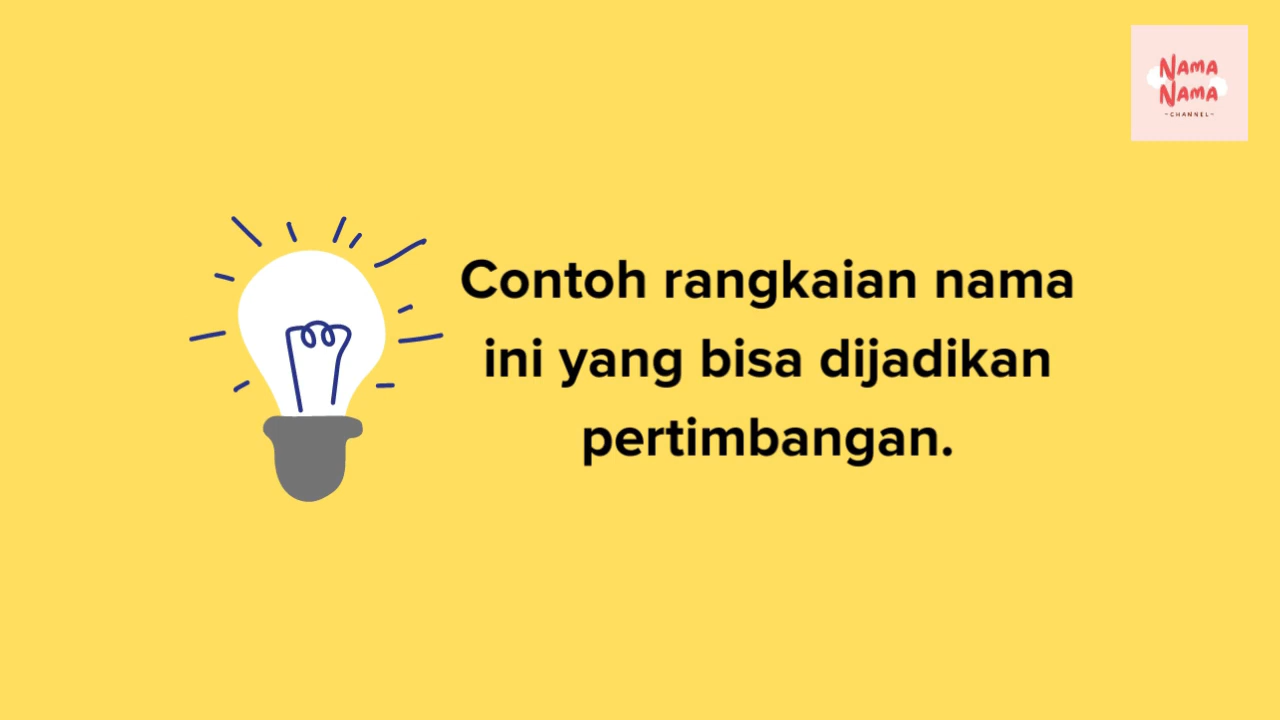 NAMA
NAMA
~CHANNEL~
Contoh rangkaian nama
ini yang bisa dijadikan
pertimbangan.